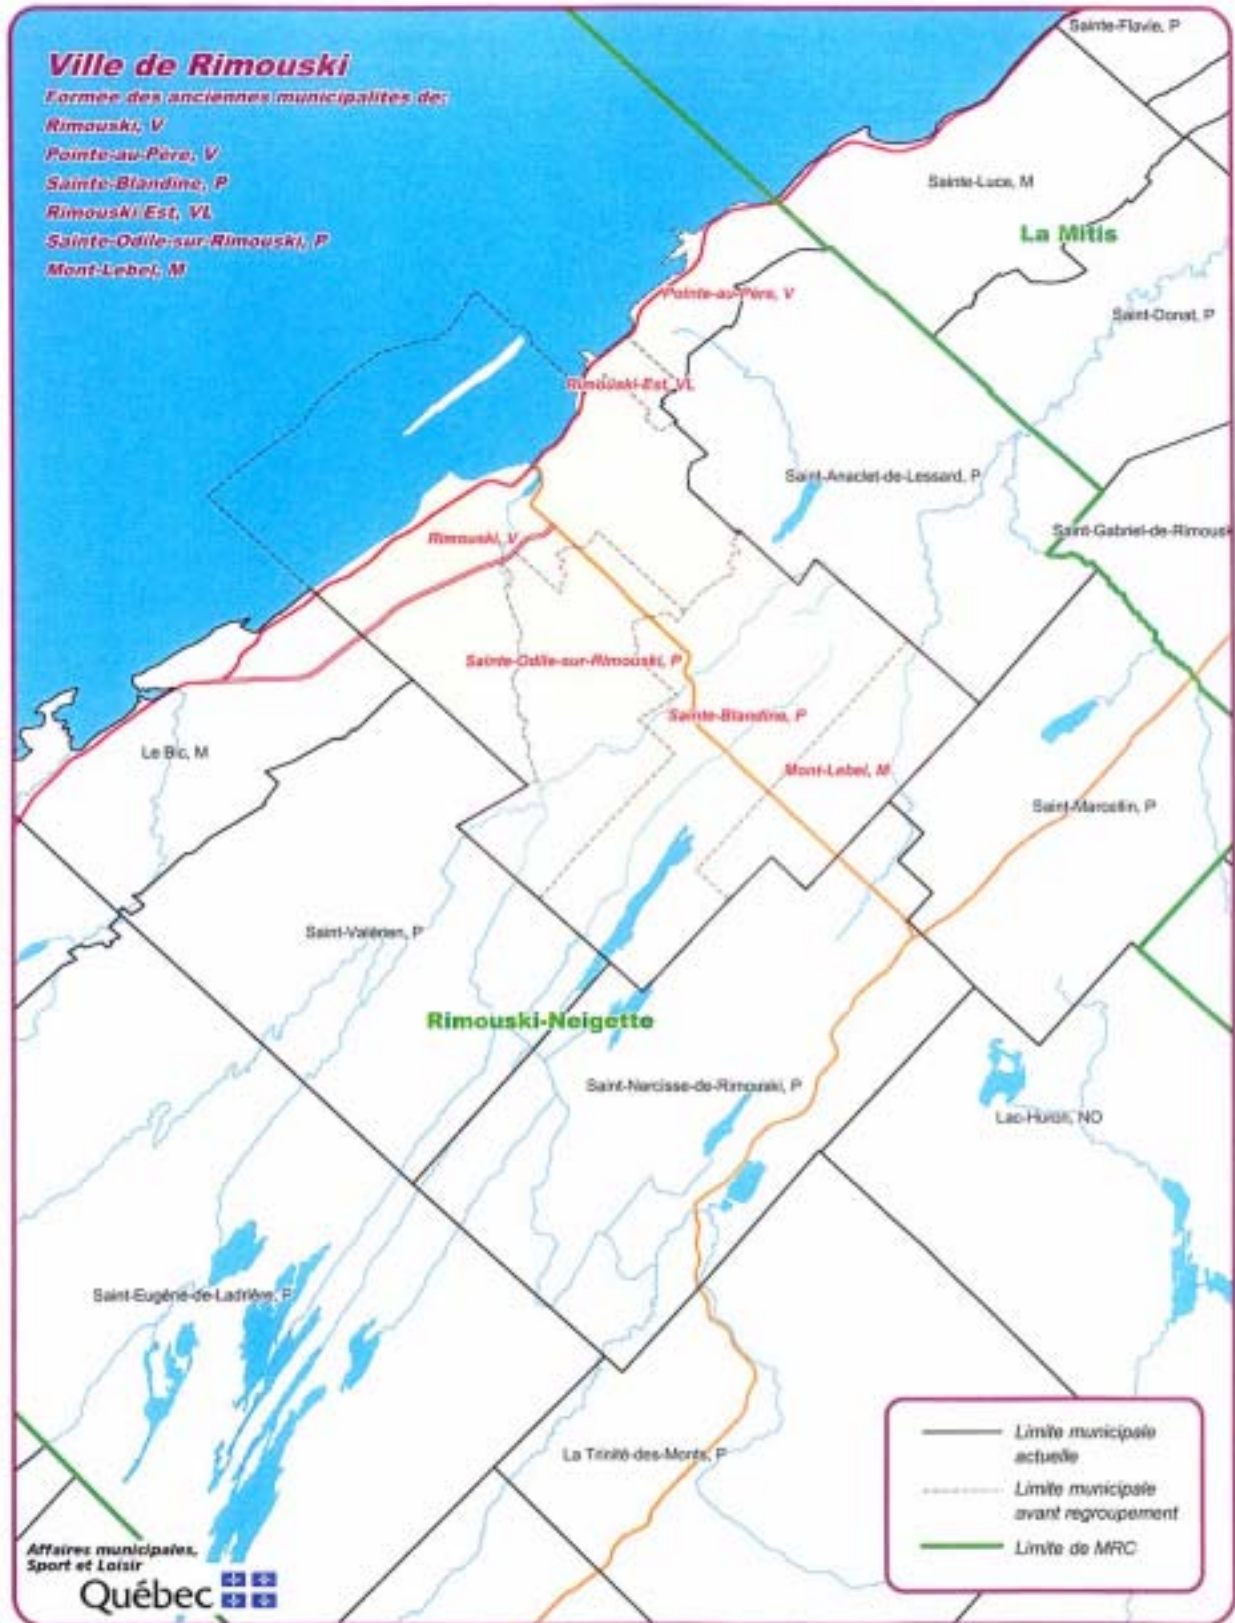 Ville de Rimouski
Formée des anciennes municipalités de:
Rimouski, V
Pointe-au-Père, V
Sainte-Blandine, P
Rimouski Est, VL
Sainte-Odile-sur-Rimouski, P
Mont-Lebel, M
Sainte-Flavie, P
Sainte-Luce, M
La Mitis
Pointe-au-Père, V
Saint-Donat, P
Rimouski-Est, VL
Saint-Anaclet-de-Lessard, P
Saint-Gabriel-de-Rimousk
Rimouski, V
Sainte-Odile-sur-Rimouski, P
Sainte-Blandine, P
Le Bic, M
Mont-Lebel, M
Saint-Marcellin, P
Saint-Valérien, P
Rimouski-Neigette
Saint-Narcisse-de-Rimouski, P
Lac-Huron, NO
Saint-Eugène-de-Ladrière, P
La Trinité-des-Monts, P
Limite municipale
actuelle
Limite municipale
avant regroupement
Limite de MRC
Affaires municipales,
Sport et Loisir
Québec